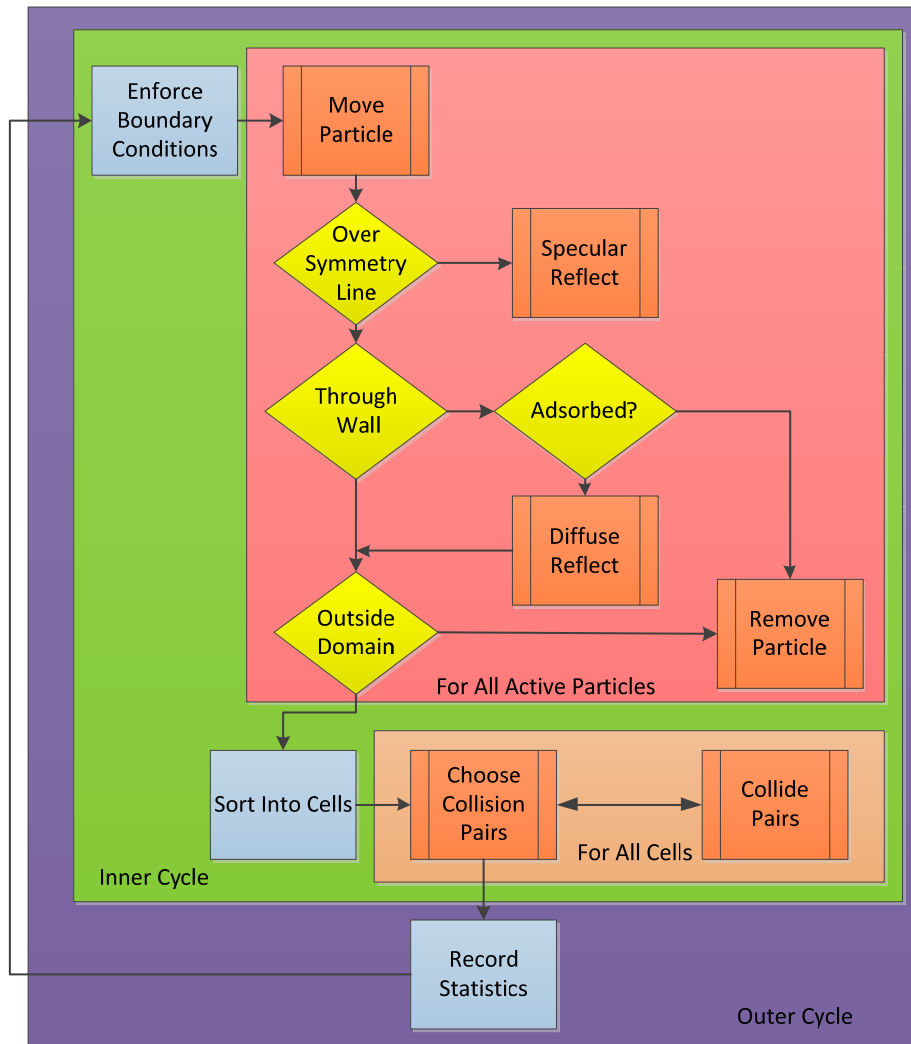 Enforce
Boundary
Conditions
Move
Particle
Over
Symmetry
Line
Specular
Reflect
Through
Wall
Adsorbed?
Diffuse
Reflect
Outside
Domain
Remove
Particle
For All Active Particles
Sort Into Cells
Choose
Collision
Pairs
Collide
Pairs
For All Cells
Inner Cycle
Record
Statistics
Outer Cycle